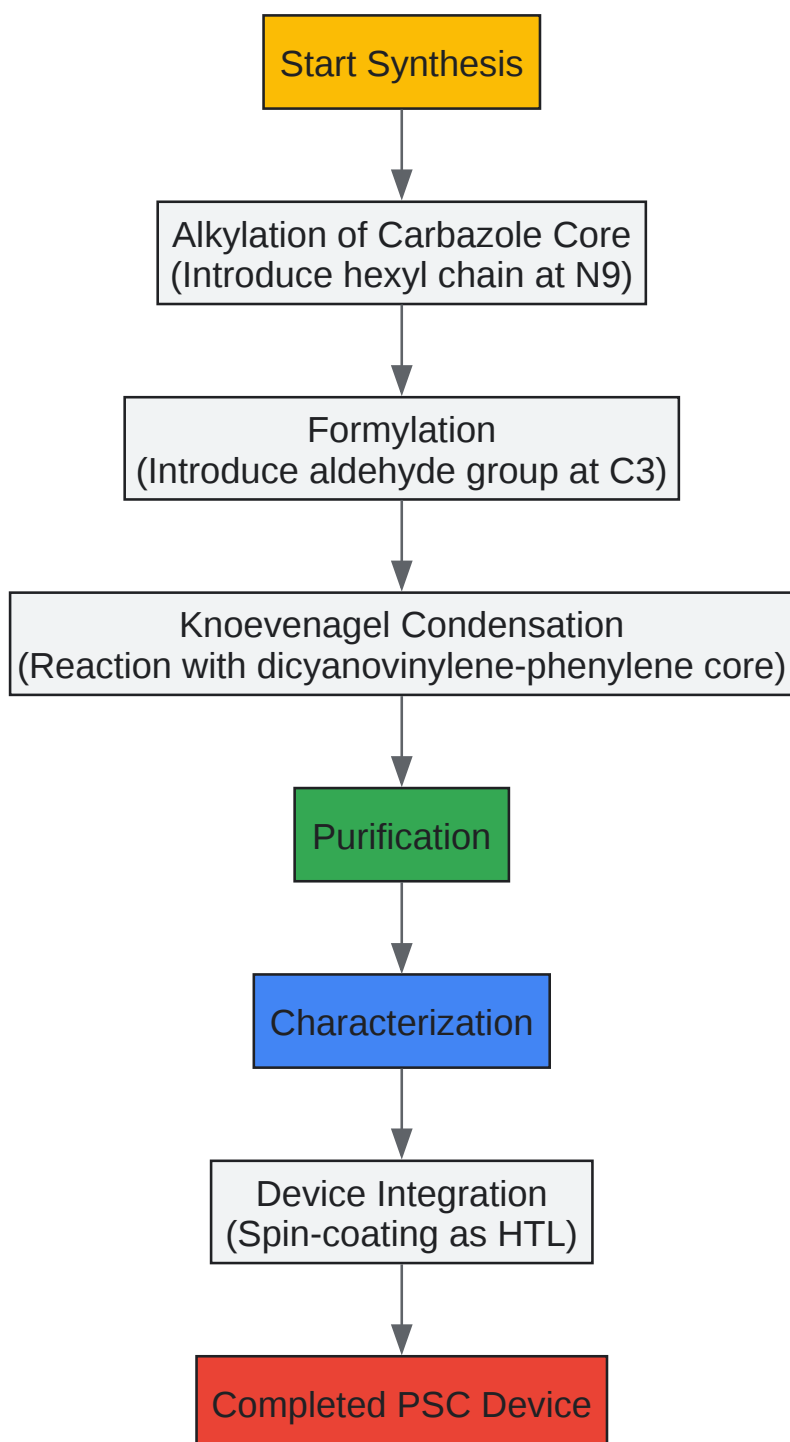 Start Synthesis
Alkylation of Carbazole Core
(Introduce hexyl chain at N9)
Formylation
(Introduce aldehyde group at C3)
Knoevenagel Condensation
(Reaction with dicyanovinylene-phenylene core)
Purification
Characterization
Device Integration
(Spin-coating as HTL)
Completed PSC Device